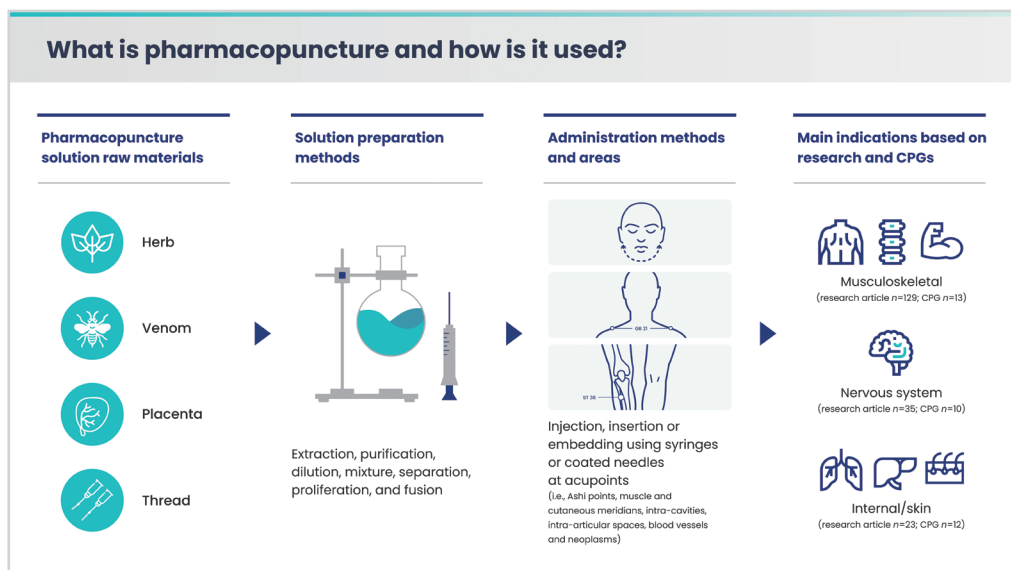 What is pharmacopuncture and how is it used?
Pharmacopuncture
solution raw materials
Herb
Venom
Placenta
Thread
Solution preparation
methods
Extraction, purification,
dilution, mixture, separation,
proliferation, and fusion
Administration methods
and areas
GB 21
ST 36
Injection, insertion or
embedding using syringes
or coated needles
at acupoints
(i.e., Ashi points, muscle and
cutaneous meridians, intra-cavities,
intra-articular spaces, blood vessels
and neoplasms)
Main indications based on
research and CPGs
Musculoskeletal
(research article n=129; CPG n=13)
Nervous system
(research article n=35; CPG n=10)
Internal/skin
(research article n=23; CPG n=12)